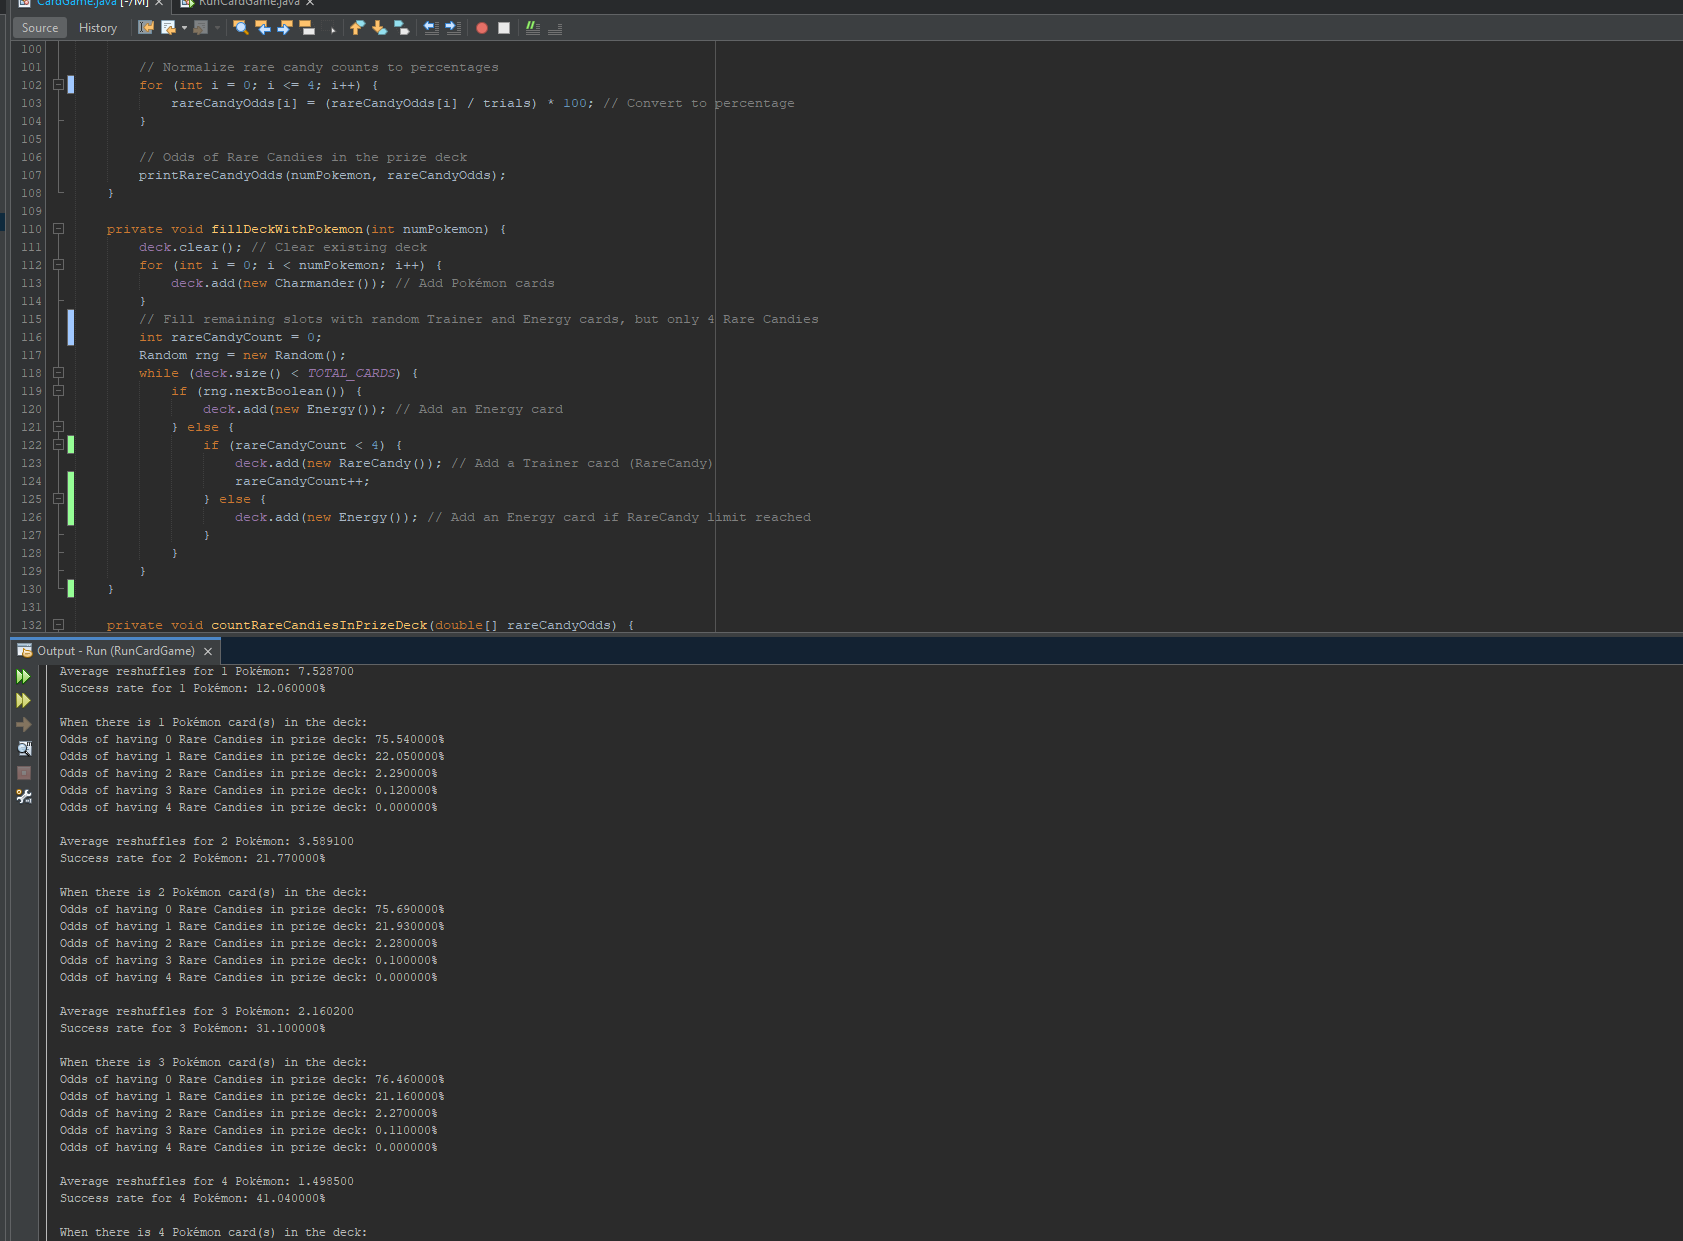 CardGame.java [-/M] × RunCardGame.java ×
Source History
100
101 // Normalize rare candy counts to percentages
102 for (int i = 0; i <= 4; i++) {
103 rareCandyOdds[i] = (rareCandyOdds[i] / trials) * 100; // Convert to percentage
104 }
105
106 // Odds of Rare Candies in the prize deck
107 printRareCandyOdds(numPokemon, rareCandyOdds);
108 }
109
110 private void fillDeckWithPokemon(int numPokemon) {
111 deck.clear(); // Clear existing deck
112 for (int i = 0; i < numPokemon; i++) {
113 deck.add(new Charmander()); // Add Pokémon cards
114 }
115 // Fill remaining slots with random Trainer and Energy cards, but only 4 Rare Candies
116 int rareCandyCount = 0;
117 Random rng = new Random();
118 while (deck.size() < TOTAL_CARDS) {
119 if (rng.nextBoolean()) {
120 deck.add(new Energy()); // Add an Energy card
121 } else {
122 if (rareCandyCount < 4) {
123 deck.add(new RareCandy()); // Add a Trainer card (RareCandy)
124 rareCandyCount++;
125 } else {
126 deck.add(new Energy()); // Add an Energy card if RareCandy limit reached
127 }
128 }
129 }
130 }
131
132 private void countRareCandiesInPrizeDeck(double[] rareCandyOdds) {
Output - Run (RunCardGame) ×
Average reshuffles for 1 Pokémon: 7.528700
Success rate for 1 Pokémon: 12.060000%

When there is 1 Pokémon card(s) in the deck:
Odds of having 0 Rare Candies in prize deck: 75.540000%
Odds of having 1 Rare Candies in prize deck: 22.050000%
Odds of having 2 Rare Candies in prize deck: 2.290000%
Odds of having 3 Rare Candies in prize deck: 0.120000%
Odds of having 4 Rare Candies in prize deck: 0.000000%

Average reshuffles for 2 Pokémon: 3.589100
Success rate for 2 Pokémon: 21.770000%

When there is 2 Pokémon card(s) in the deck:
Odds of having 0 Rare Candies in prize deck: 75.690000%
Odds of having 1 Rare Candies in prize deck: 21.930000%
Odds of having 2 Rare Candies in prize deck: 2.280000%
Odds of having 3 Rare Candies in prize deck: 0.100000%
Odds of having 4 Rare Candies in prize deck: 0.000000%

Average reshuffles for 3 Pokémon: 2.160200
Success rate for 3 Pokémon: 31.100000%

When there is 3 Pokémon card(s) in the deck:
Odds of having 0 Rare Candies in prize deck: 76.460000%
Odds of having 1 Rare Candies in prize deck: 21.160000%
Odds of having 2 Rare Candies in prize deck: 2.270000%
Odds of having 3 Rare Candies in prize deck: 0.110000%
Odds of having 4 Rare Candies in prize deck: 0.000000%

Average reshuffles for 4 Pokémon: 1.498500
Success rate for 4 Pokémon: 41.040000%

When there is 4 Pokémon card(s) in the deck: